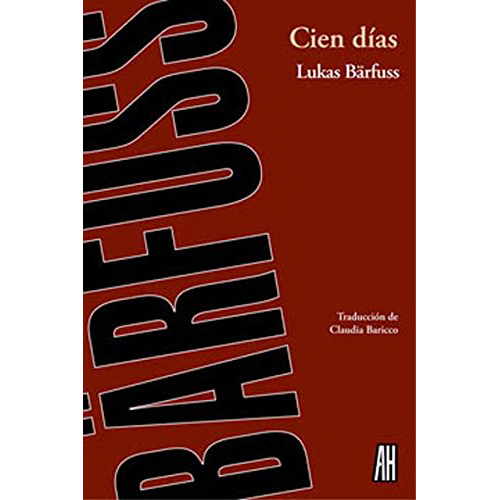 Cien días
Lukas Bärfuss
BÄRFUSS
Traducción de
Claudia Baricco
AH